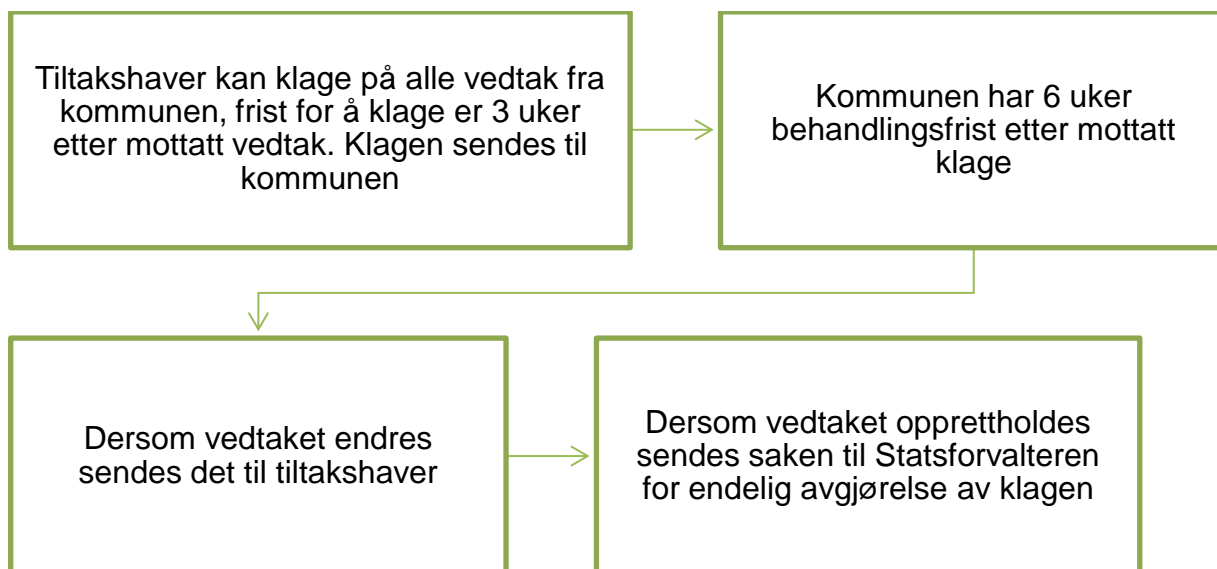 Tiltakshaver kan klage på alle vedtak fra
kommunen, frist for å klage er 3 uker
etter mottatt vedtak. Klagen sendes til
kommunen
Kommunen har 6 uker
behandlingsfrist etter mottatt
klage
Dersom vedtaket endres
sendes det til tiltakshaver
Dersom vedtaket opprettholdes
sendes saken til Statsforvalteren
for endelig avgjørelse av klagen